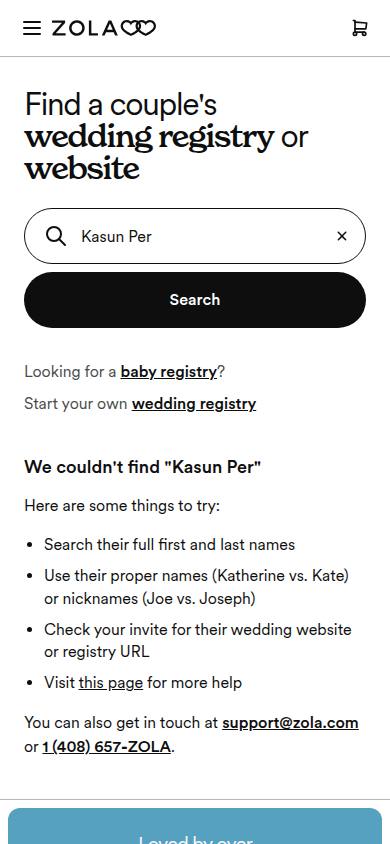 ZOLA
Find a couple's
wedding registry or
website
Kasun Per
Search
Looking for a baby registry?
Start your own wedding registry
We couldn't find "Kasun Per"
Here are some things to try:
• Search their full first and last names
• Use their proper names (Katherine vs. Kate)
or nicknames (Joe vs. Joseph)
• Check your invite for their wedding website
or registry URL
• Visit this page for more help
You can also get in touch at support@zola.com
or 1 (408) 657-ZOLA.
Loved by over